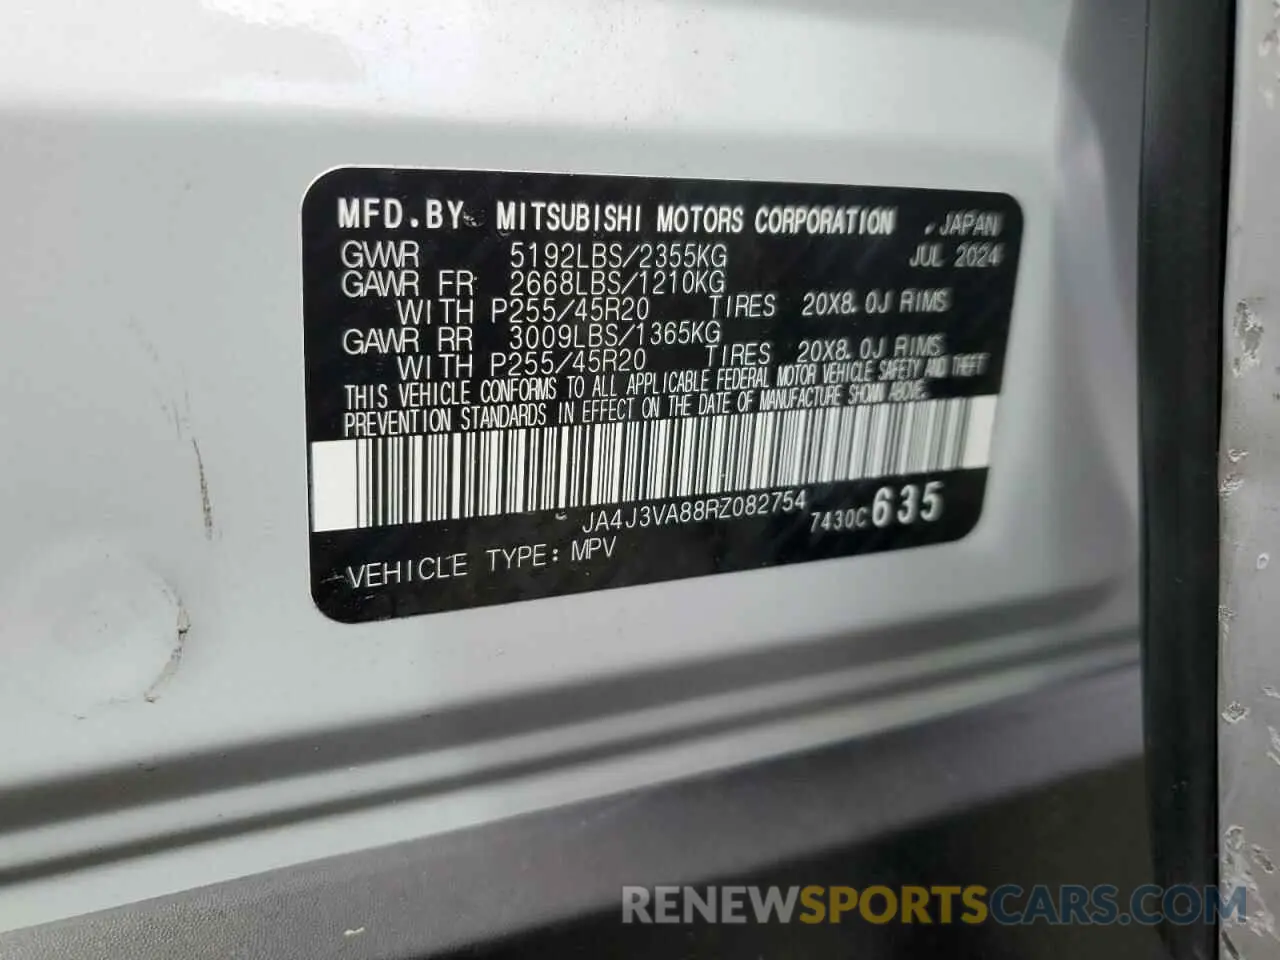 MFD.BY MITSUBISHI MOTORS CORPORATION JAPAN
GVWR 5192LBS/2355KG JUL 2024
GAWR FR 2668LBS/1210KG
WITH P255/45R20 TIRES 20X8.0J RIMS
GAWR RR 3009LBS/1365KG
WITH P255/45R20 TIRES 20X8.0J RIMS
THIS VEHICLE CONFORMS TO ALL APPLICABLE FEDERAL MOTOR VEHICLE SAFETY AND THEFT
PREVENTION STANDARDS IN EFFECT ON THE DATE OF MANUFACTURE SHOWN ABOVE.
JA4J3VA88RZ082754 7430C635
VEHICLE TYPE: MPV
RENEWSPORTSCARS.COM